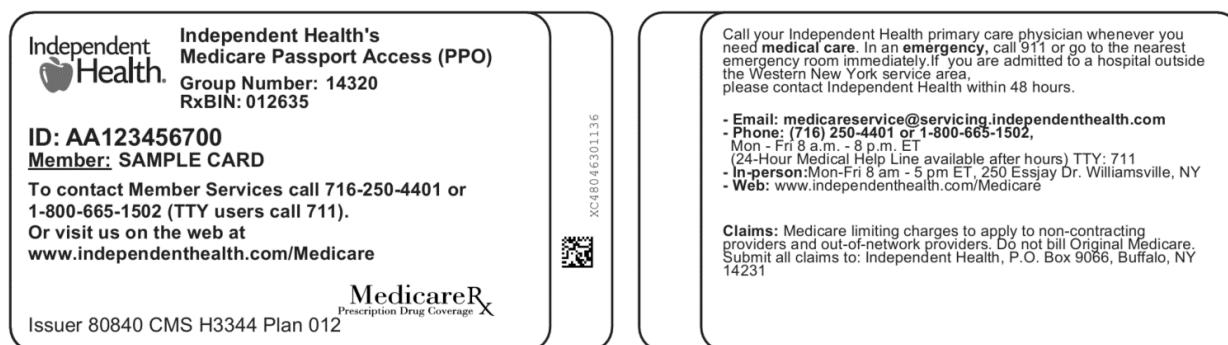 Independent
Health.
Independent Health's
Medicare Passport Access (PPO)
Group Number: 14320
RxBIN: 012635
ID: AA123456700
Member: SAMPLE CARD
To contact Member Services call 716-250-4401 or
1-800-665-1502 (TTY users call 711).
Or visit us on the web at
www.independenthealth.com/Medicare
MedicareRx
Prescription Drug Coverage
Issuer 80840 CMS H3344 Plan 012
XC48046301136
Call your Independent Health primary care physician whenever you
need medical care. In an emergency, call 911 or go to the nearest
emergency room immediately.If you are admitted to a hospital outside
the Western New York service area,
please contact Independent Health within 48 hours.
- Email: medicareservice@servicing.independenthealth.com
- Phone: (716) 250-4401 or 1-800-665-1502,
Mon - Fri 8 a.m. - 8 p.m. ET
(24-Hour Medical Help Line available after hours) TTY: 711
- In-person:Mon-Fri 8 am - 5 pm ET, 250 Essjay Dr. Williamsville, NY
- Web: www.independenthealth.com/Medicare
Claims: Medicare limiting charges to apply to non-contracting
providers and out-of-network providers. Do not bill Original Medicare.
Submit all claims to: Independent Health, P.O. Box 9066, Buffalo, NY
14231